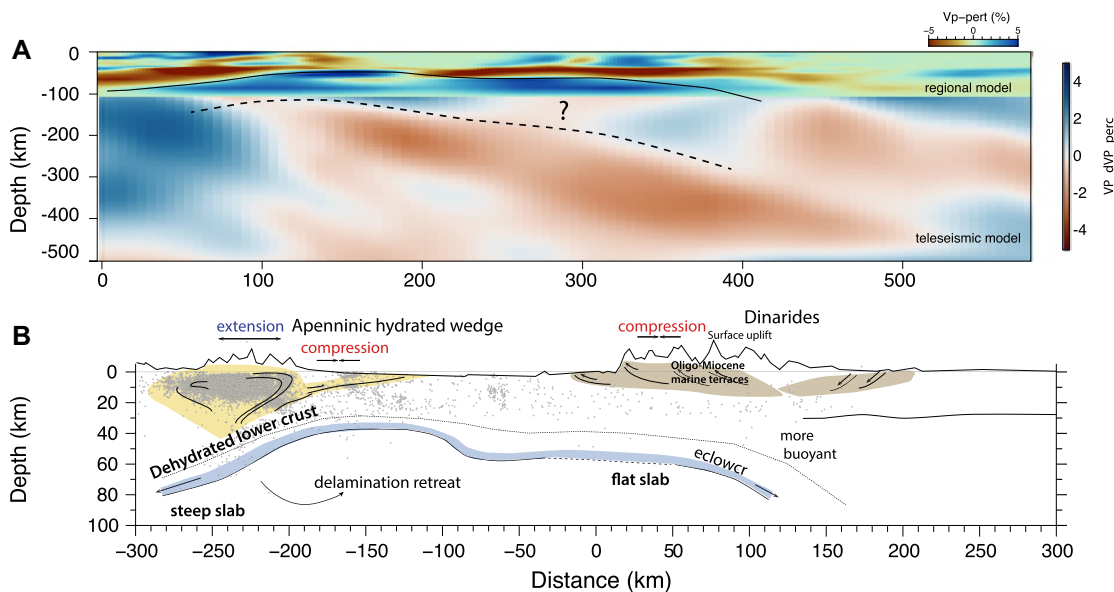 A
Vp−pert (%)
−5 0 5
0
-100
-200
-300
-400
-500
Depth (km)
regional model
?
teleseismic model
4
2
0
-2
-4
VP_dVP_perc
0 100 200 300 400 500
B
extension
Apenninic hydrated wedge
compression
compression
Dinarides
Surface uplift
Oligo-Miocene
marine terraces
0
20
40
60
80
100
Depth (km)
Dehydrated lower crust
more
buoyant
eclowcr
delamination retreat
flat slab
steep slab
−300 −250 −200 −150 −100 −50 0 50 100 150 200 250 300
Distance (km)